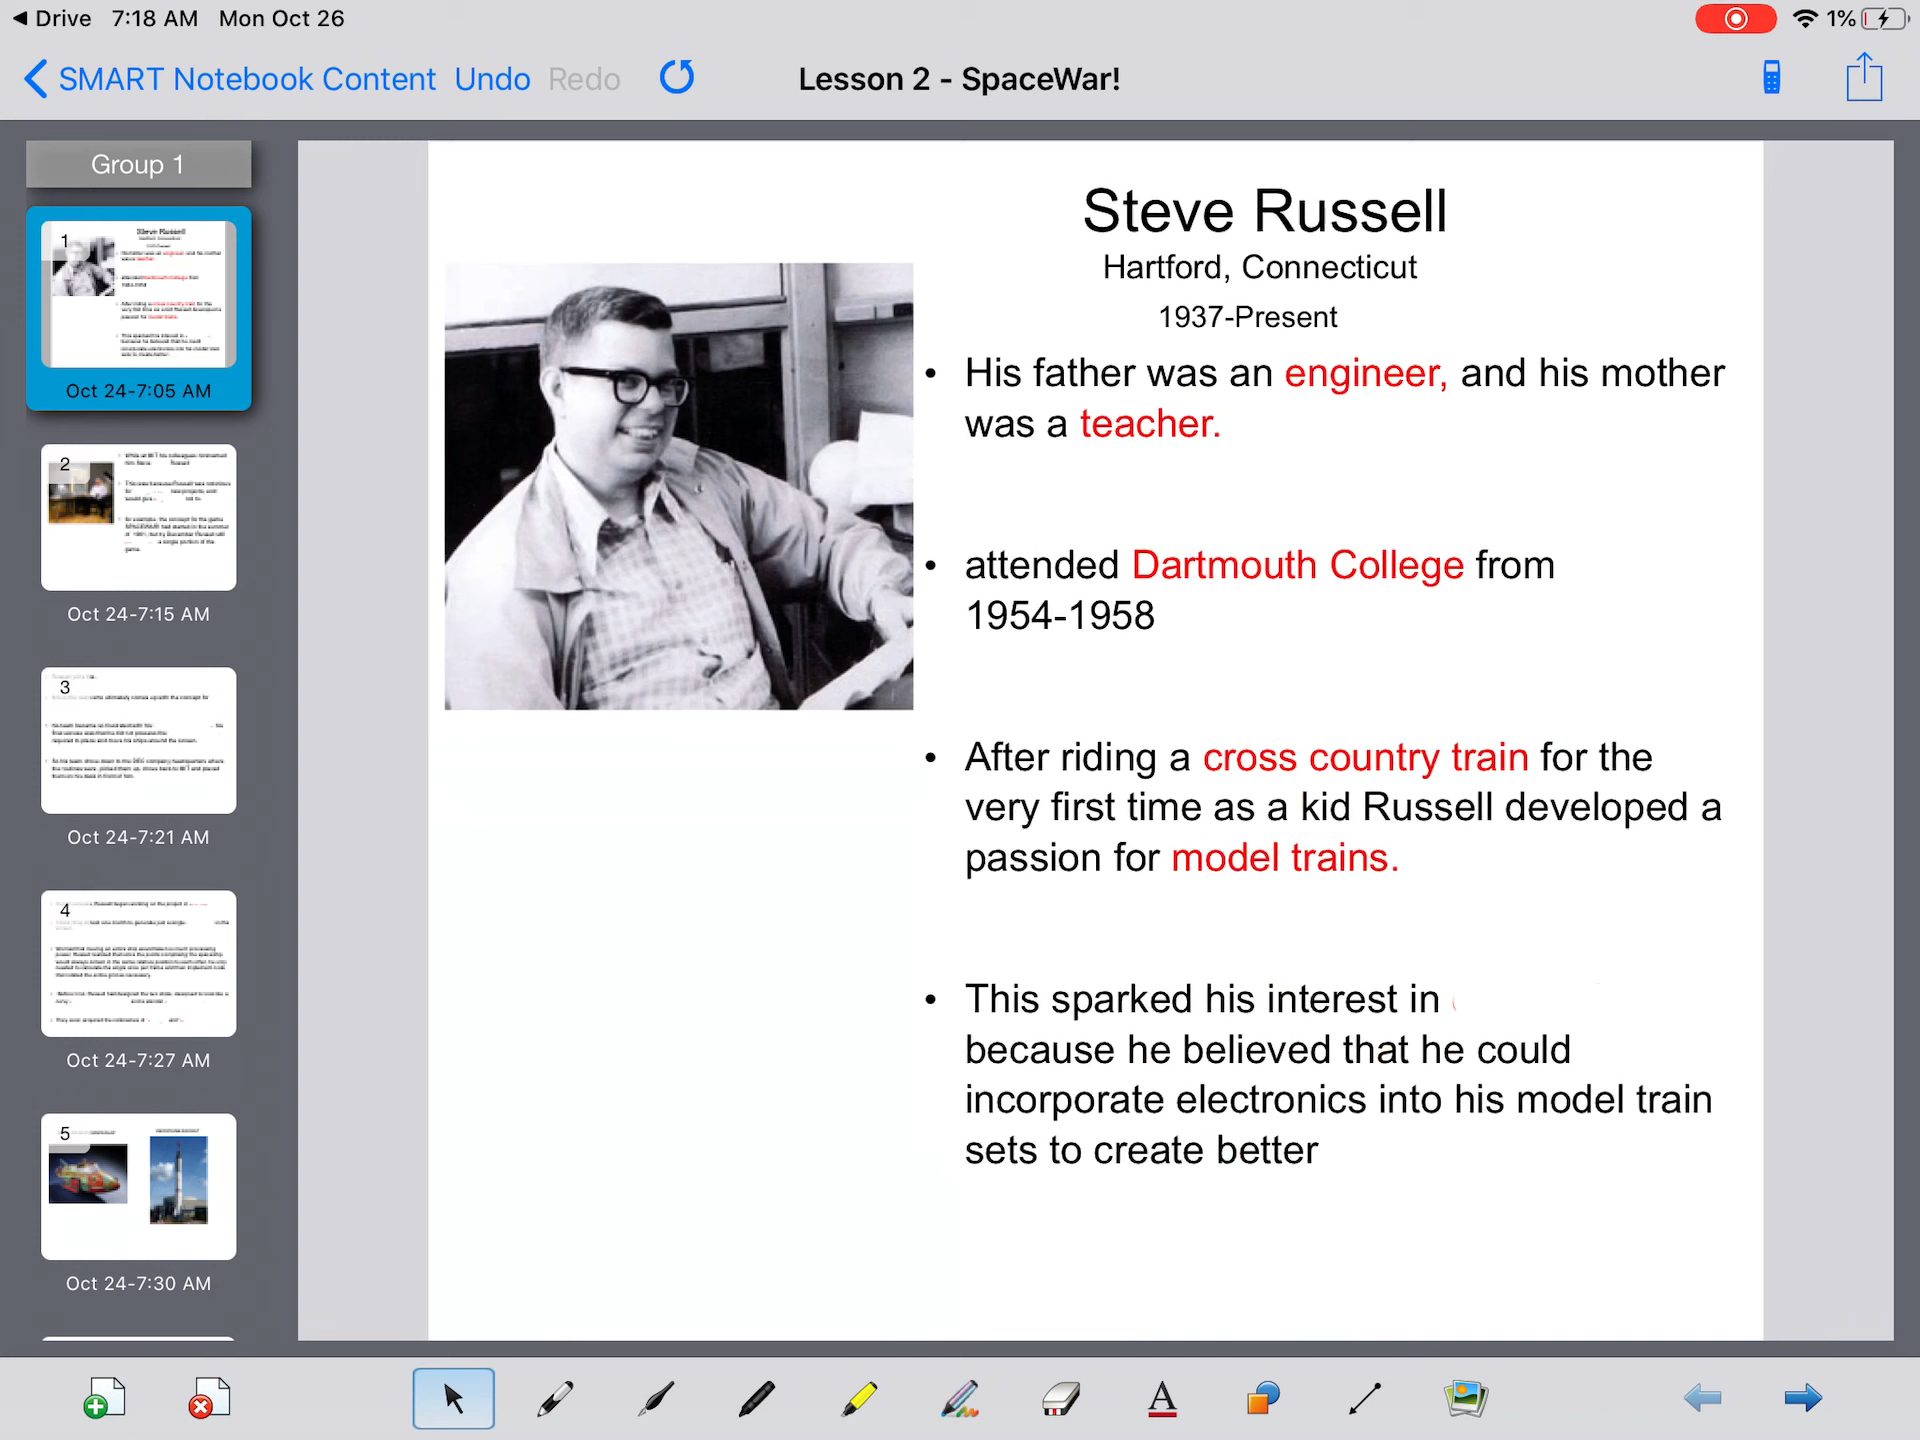 Drive 7:18 AM Mon Oct 26 1%
SMART Notebook Content Undo Redo Lesson 2 - SpaceWar!
Group 1
1
Oct 24-7:05 AM
2
Oct 24-7:15 AM
3
Oct 24-7:21 AM
4
Oct 24-7:27 AM
5
Oct 24-7:30 AM
Steve Russell
Hartford, Connecticut
1937-Present
• His father was an engineer, and his mother
was a teacher.
• attended Dartmouth College from
1954-1958
• After riding a cross country train for the
very first time as a kid Russell developed a
passion for model trains.
• This sparked his interest in
because he believed that he could
incorporate electronics into his model train
sets to create better
A